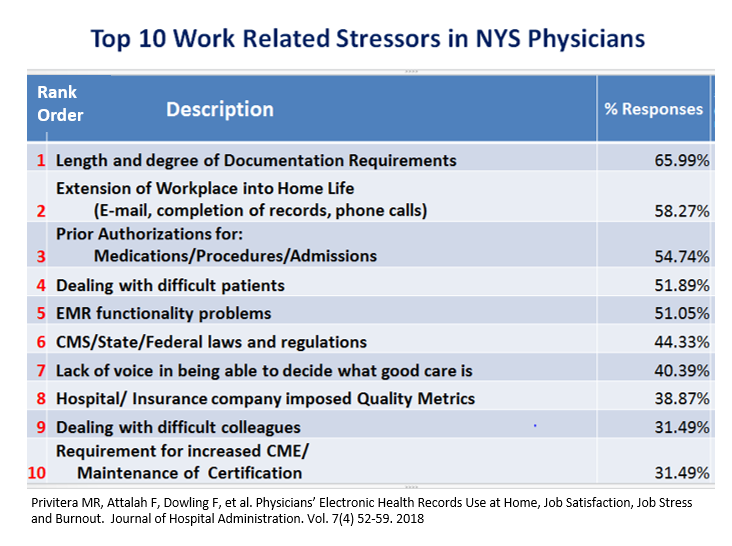 Top 10 Work Related Stressors in NYS Physicians
Rank
Order
Description
% Responses
1 Length and degree of Documentation Requirements 65.99%
Extension of Workplace into Home Life
2 (E-mail, completion of records, phone calls) 58.27%
Prior Authorizations for:
3 Medications/Procedures/Admissions 54.74%
4 Dealing with difficult patients 51.89%
5 EMR functionality problems 51.05%
6 CMS/State/Federal laws and regulations 44.33%
7 Lack of voice in being able to decide what good care is 40.39%
8 Hospital/ Insurance company imposed Quality Metrics 38.87%
9 Dealing with difficult colleagues 31.49%
Requirement for increased CME/
10 Maintenance of Certification 31.49%
Privitera MR, Attalah F, Dowling F, et al. Physicians’ Electronic Health Records Use at Home, Job Satisfaction, Job Stress
and Burnout. Journal of Hospital Administration. Vol. 7(4) 52-59. 2018